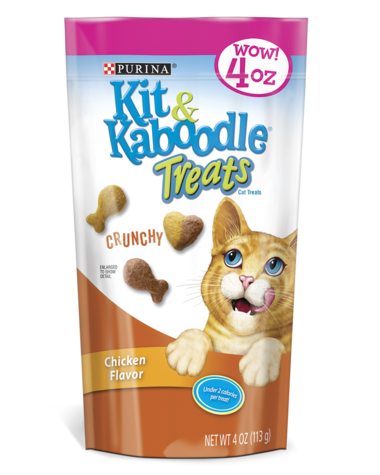 WOW!
4 OZ
PURINA®
Kit &
Kaboodle®
Treats
Cat Treats
CRUNCHY
ENLARGED
TO SHOW
DETAIL
Chicken
Flavor
Under 2 calories
per treat!
NET WT 4 OZ (113 g)